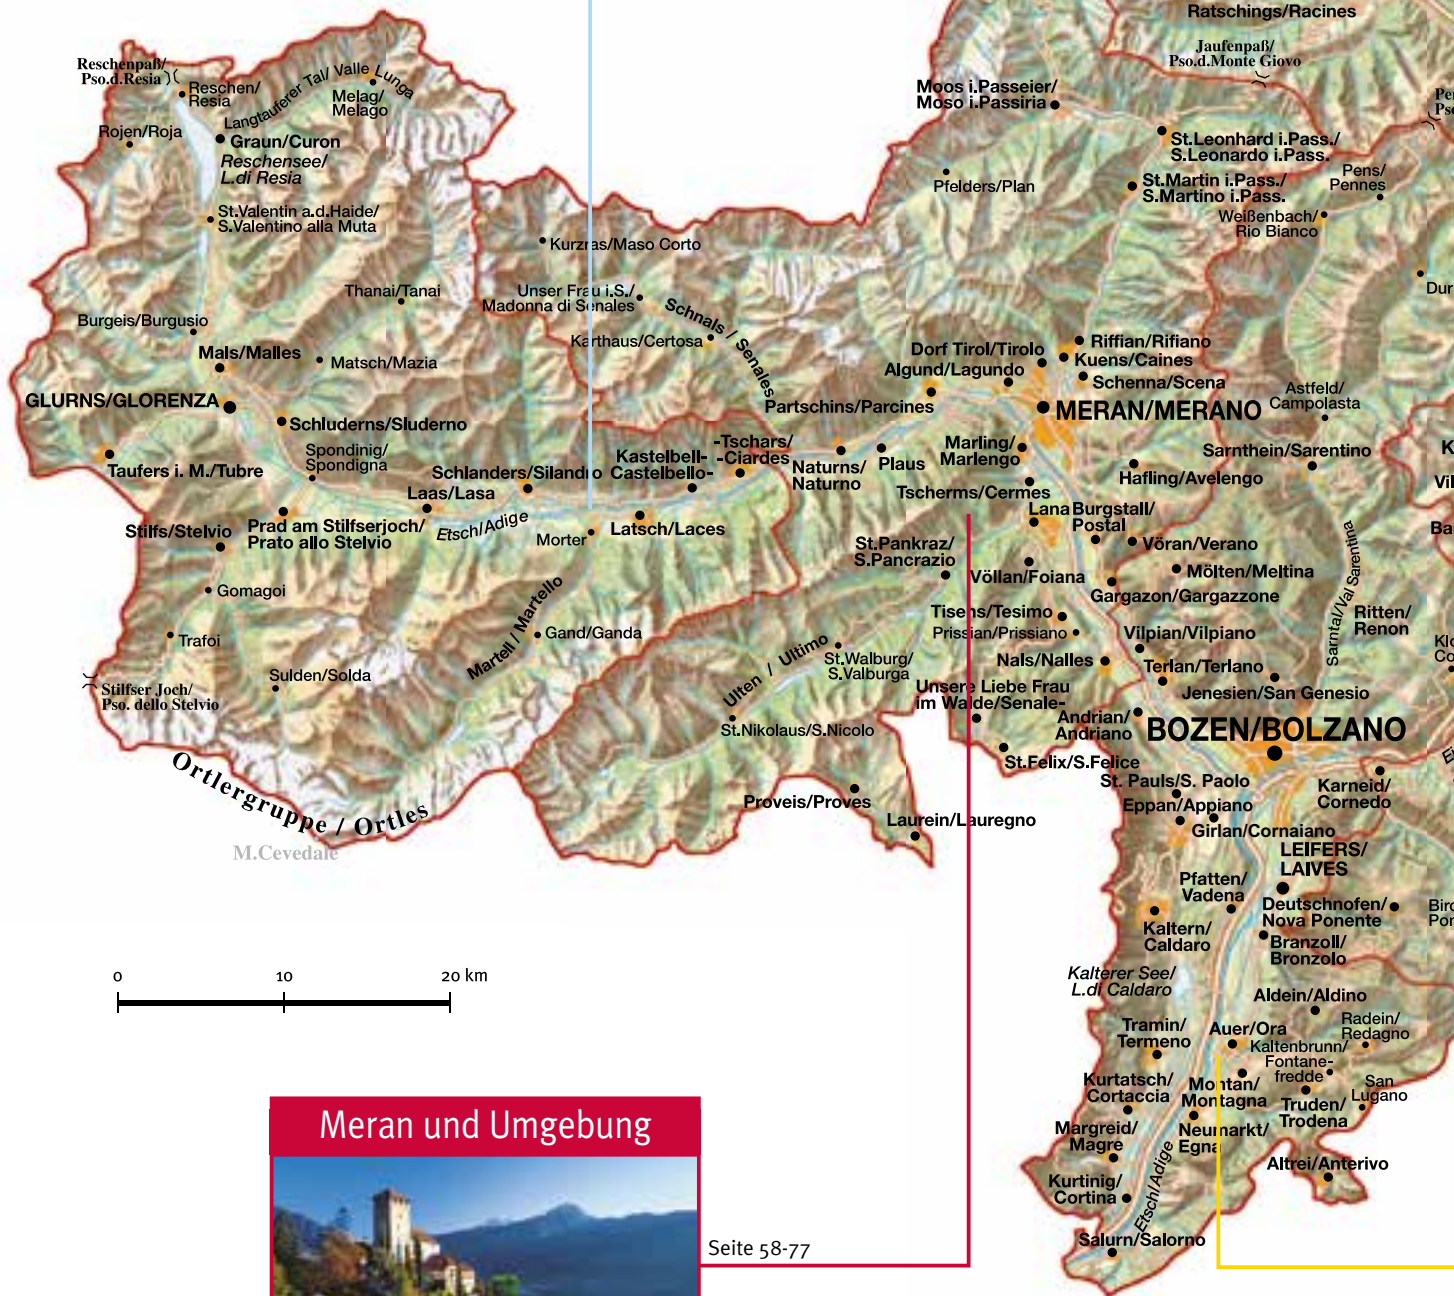 Ratschings/Racines
Jaufenpaß/
Pso.d.Monte Giovo
Reschenpaß/
Pso.d.Resia
Reschen/
Resia
Langtauferer Tal/ Valle Lunga
Melag/
Melago
Moos i.Passeier/
Moso i.Passiria
Rojen/Roja
Graun/Curon
Reschensee/
L.di Resia
St.Leonhard i.Pass./
S.Leonardo i.Pass.
Pfelders/Plan
St.Martin i.Pass./
S.Martino i.Pass.
Pens/
Pennes
Weißenbach/
Rio Bianco
St.Valentin a.d.Haide/
S.Valentino alla Muta
Kurzras/Maso Corto
Thanai/Tanai
Unser Frau i.S./
Madonna di Senales
Schnals / Senales
Dur
Burgeis/Burgusio
Karthaus/Certosa
Mals/Malles
Matsch/Mazia
Dorf Tirol/Tirolo
Algund/Lagundo
Riffian/Rifiano
Kuens/Caines
Schenna/Scena
Astfeld/
Campolasta
GLURNS/GLORENZA
Partschins/Parcines
MERAN/MERANO
Schluderns/Sluderno
Spondinig/
Spondigna
Taufers i. M./Tubre
Schlanders/Silandro
Laas/Lasa
Kastelbell-
Castelbello-
-Tschars/
-Ciardes
Naturns/
Naturno
Plaus
Marling/
Marlengo
Tscherms/Cermes
Hafling/Avelengo
Sarnthein/Sarentino
K
Vil
Stilfs/Stelvio
Prad am Stilfserjoch/
Prato allo Stelvio
Etsch/Adige
Morter
Latsch/Laces
Lana
Burgstall/
Postal
Vöran/Verano
St.Pankraz/
S.Pancrazio
Völlan/Foiana
Mölten/Meltina
Gargazon/Gargazzone
Sarntal/Val Sarentina
Ba
Ritten/
Renon
Gomagoi
Trafoi
Martell / Martello
Gand/Ganda
Tisens/Tesimo
Prissian/Prissiano
Vilpian/Vilpiano
Nals/Nalles
Terlan/Terlano
Jenesien/San Genesio
Klo
Co
Ulten / Ultimo
St.Walburg/
S.Valburga
Sulden/Solda
Stilfser Joch/
Pso. dello Stelvio
St.Nikolaus/S.Nicolo
Unsere Liebe Frau
im Walde/Senale-
St.Felix/S.Felice
Andrian/
Andriano
BOZEN/BOLZANO
Ortlergruppe / Ortles
M.Cevedale
Proveis/Proves
Laurein/Lauregno
St. Pauls/S. Paolo
Eppan/Appiano
Girlan/Cornaiano
Karneid/
Cornedo
LEIFERS/
LAIVES
Pfatten/
Vadena
Deutschnofen/
Nova Ponente
Branzoll/
Bronzolo
Kaltern/
Caldaro
Kalterer See/
L.di Caldaro
0 10 20 km
Aldein/Aldino
Radein/
Redagno
Tramin/
Termeno
Auer/Ora
Kaltenbrunn/
Fontane-
fredde
San
Lugano
Kurtatsch/
Cortaccia
Montan/
Montagna
Truden/
Trodena
Margreid/
Magre
Neumarkt/
Egna
Altrei/Anterivo
Kurtinig/
Cortina
Etsch/Adige
Salurn/Salorno
Meran und Umgebung
Seite 58-77